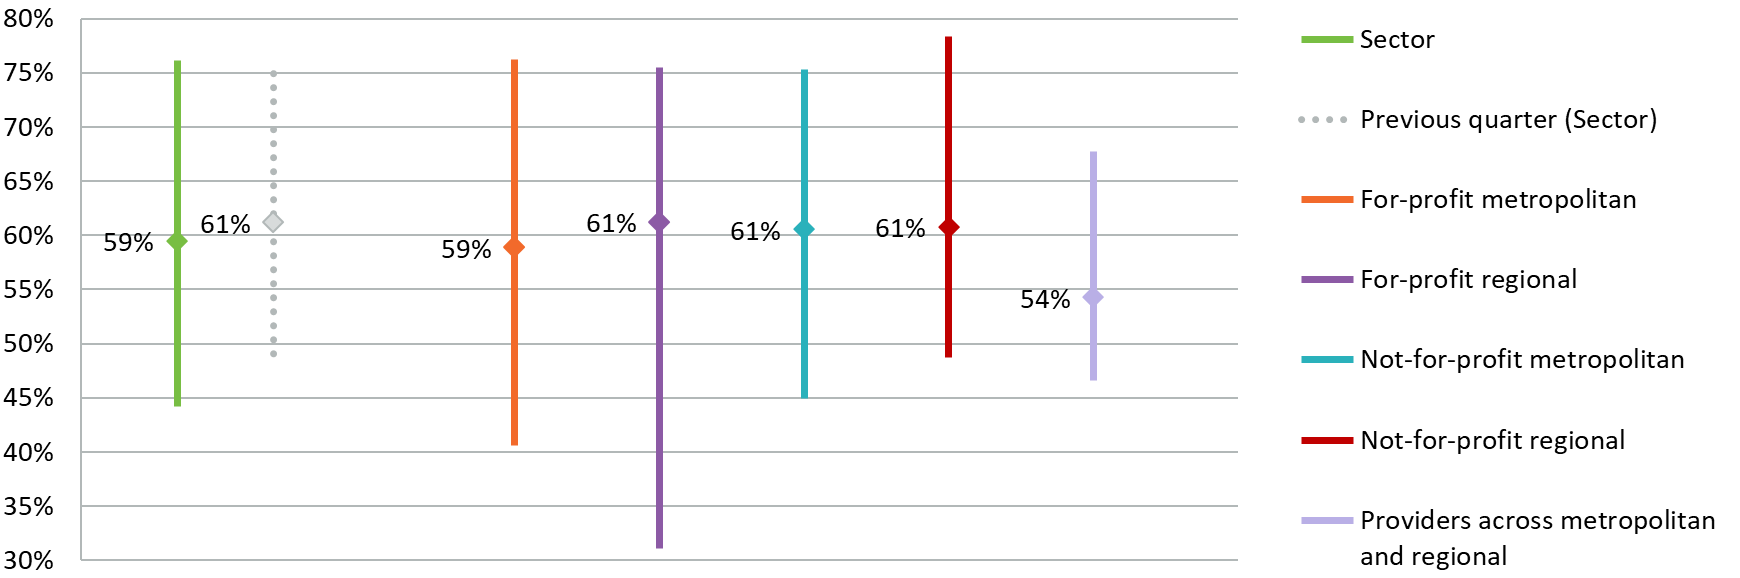 80%
75%
70%
65%
60%
55%
50%
45%
40%
35%
30%
59%
61%
59%
61%
61%
61%
54%
Sector
Previous quarter (Sector)
For-profit metropolitan
For-profit regional
Not-for-profit metropolitan
Not-for-profit regional
Providers across metropolitan
and regional